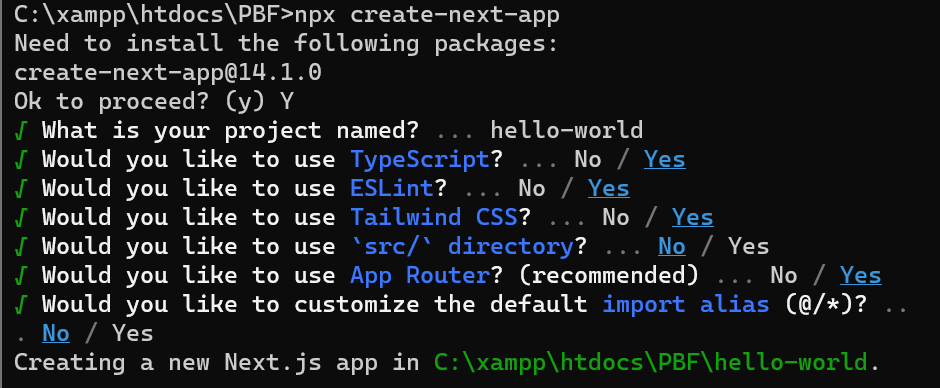 C:\xampp\htdocs\PBF>npx create-next-app
Need to install the following packages:
create-next-app@14.1.0
Ok to proceed? (y) Y
√ What is your project named? ... hello-world
√ Would you like to use TypeScript? ... No / Yes
√ Would you like to use ESLint? ... No / Yes
√ Would you like to use Tailwind CSS? ... No / Yes
√ Would you like to use `src/` directory? ... No / Yes
√ Would you like to use App Router? (recommended) ... No / Yes
√ Would you like to customize the default import alias (@/*)? ..
. No / Yes
Creating a new Next.js app in C:\xampp\htdocs\PBF\hello-world.